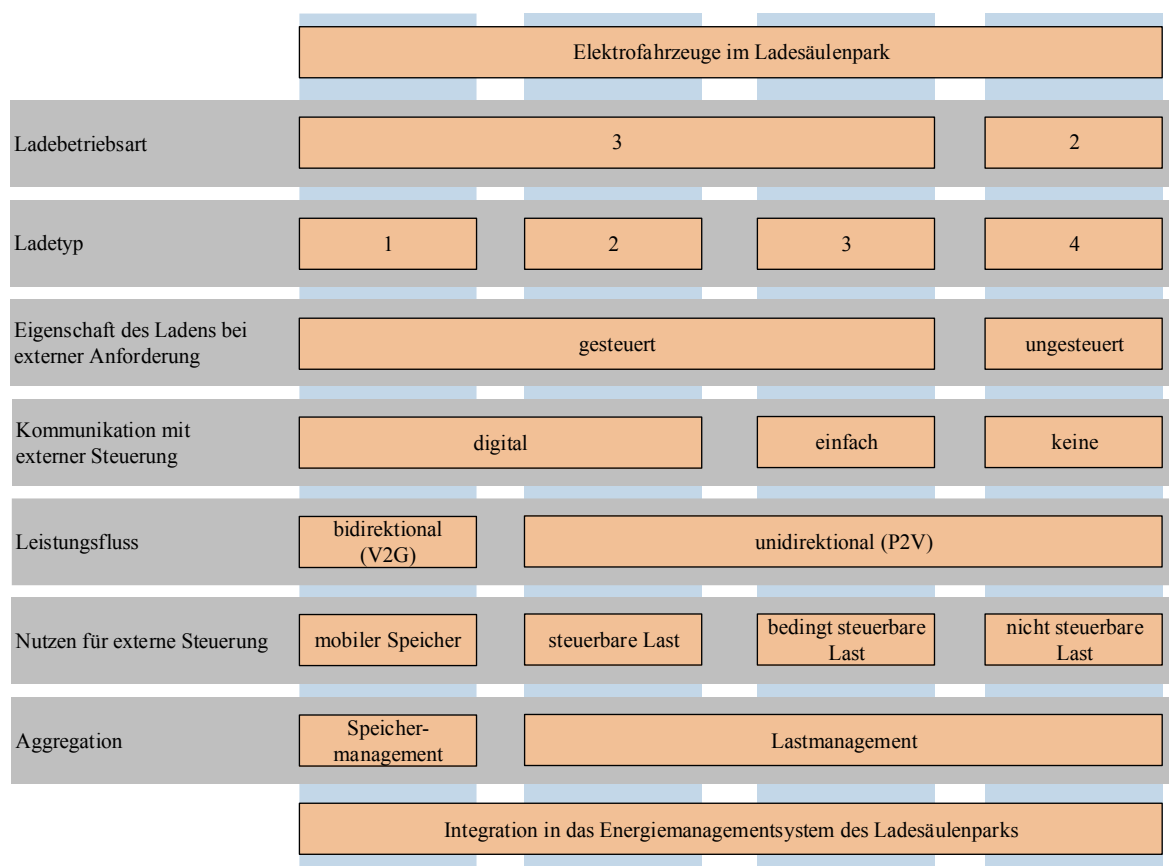 Elektrofahrzeuge im Ladesäulenpark
Ladebetriebsart
3
2
Ladetyp
1
2
3
4
Eigenschaft des Ladens bei
externer Anforderung
gesteuert
ungesteuert
Kommunikation mit
externer Steuerung
digital
einfach
keine
Leistungsfluss
bidirektional
(V2G)
unidirektional (P2V)
Nutzen für externe Steuerung
mobiler Speicher
steuerbare Last
bedingt steuerbare
Last
nicht steuerbare
Last
Aggregation
Speicher-
management
Lastmanagement
Integration in das Energiemanagementsystem des Ladesäulenparks